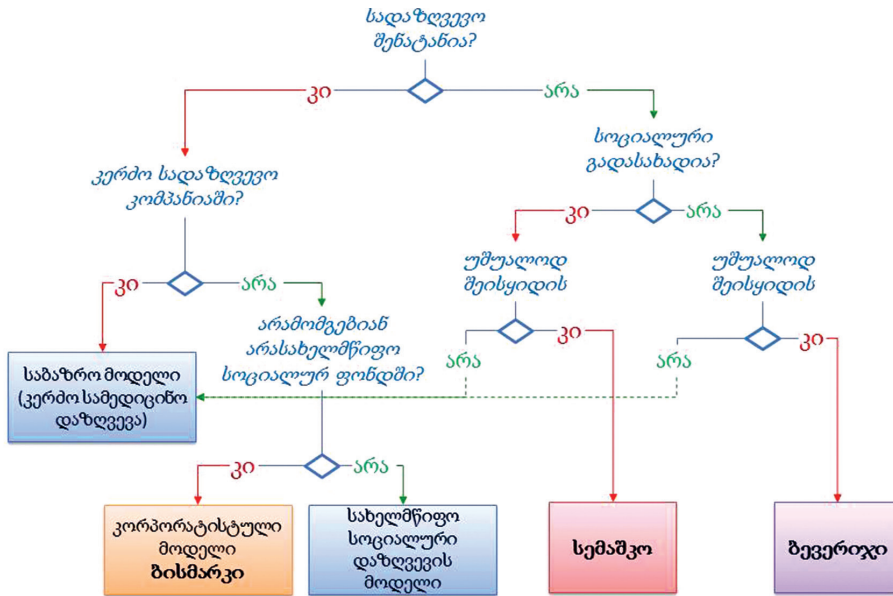 სადაზღვევო
შენატანია?
კი
არა
კერძო სადაზღვევო
კომპანიაში?
სოციალური
გადასახადია?
კი
არა
კი
არა
უშუალოდ
შეისყიდის
უშუალოდ
შეისყიდის
არამომგებიან
არასახელმწიფო
სოციალურ ფონდში?
კი
არა
კი
არა
საბაზრო მოდელი
(კერძო სამედიცინო
დაზღვევა)
კი
არა
კორპორატისტული
მოდელი
ბისმარკი
სახელმწიფო
სოციალური
დაზღვევის
მოდელი
სემაშკო
ბევერიჯი